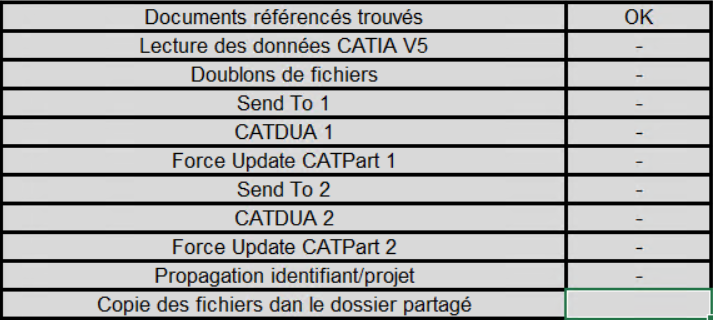 Documents référencés trouvés OK
Lecture des données CATIA V5 -
Doublons de fichiers -
Send To 1 -
CATDUA 1 -
Force Update CATPart 1 -
Send To 2 -
CATDUA 2 -
Force Update CATPart 2 -
Propagation identifiant/projet -
Copie des fichiers dan le dossier partagé